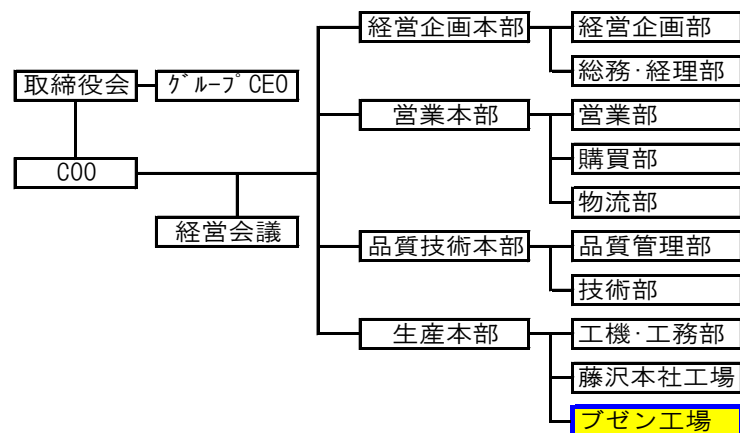 経営企画本部
経営企画部
総務･経理部
取締役会
ｸﾞﾙｰﾌﾟCEO
営業本部
営業部
購買部
COO
物流部
経営会議
品質技術本部
品質管理部
技術部
生産本部
工機･工務部
藤沢本社工場
ブゼン工場